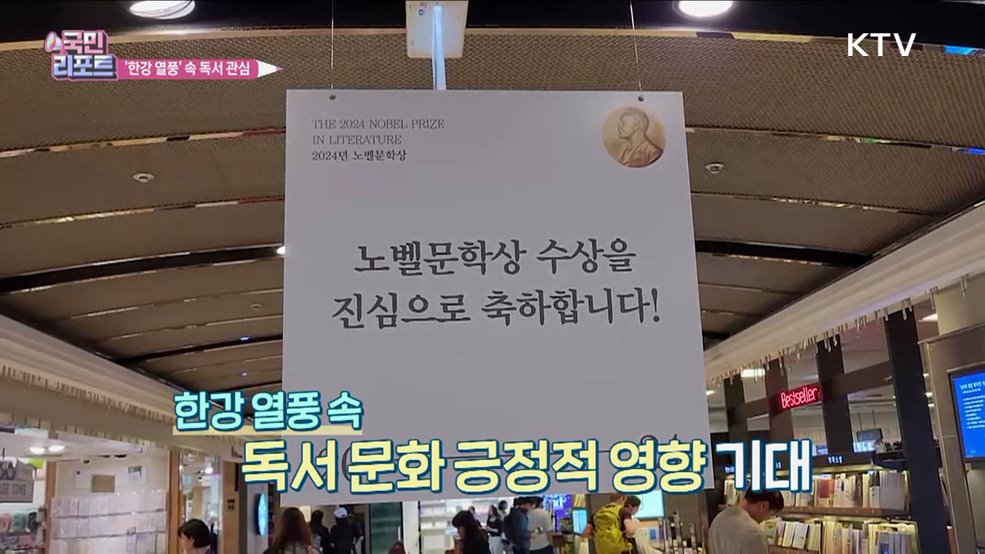 국민
리포트
'한강 열풍' 속 독서 관심
KTV
THE 2024 NOBEL PRIZE
IN LITERATURE
2024년 노벨문학상
노벨문학상 수상을
진심으로 축하합니다!
Bestseller
한강 열풍 속
독서 문화 긍정적 영향 기대